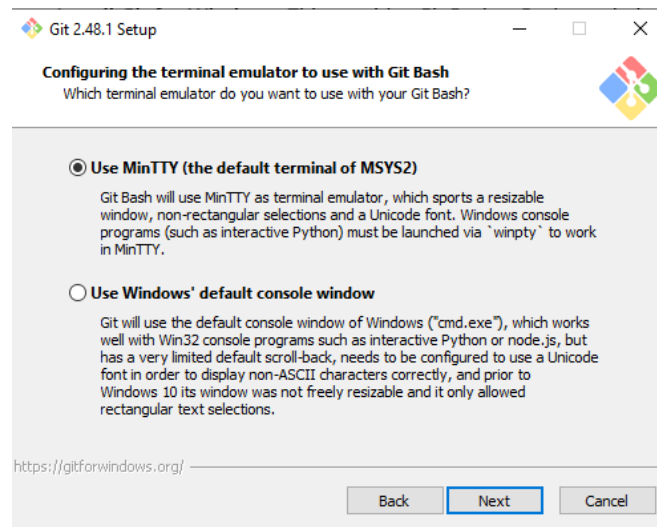 Git 2.48.1 Setup
Configuring the terminal emulator to use with Git Bash
Which terminal emulator do you want to use with your Git Bash?
Use MinTTY (the default terminal of MSYS2)
Git Bash will use MinTTY as terminal emulator, which sports a resizable
window, non-rectangular selections and a Unicode font. Windows console
programs (such as interactive Python) must be launched via `winpty` to work
in MinTTY.
Use Windows' default console window
Git will use the default console window of Windows ("cmd.exe"), which works
well with Win32 console programs such as interactive Python or node.js, but
has a very limited default scroll-back, needs to be configured to use a Unicode
font in order to display non-ASCII characters correctly, and prior to
Windows 10 its window was not freely resizable and it only allowed
rectangular text selections.
https://gitforwindows.org/
Back Next Cancel